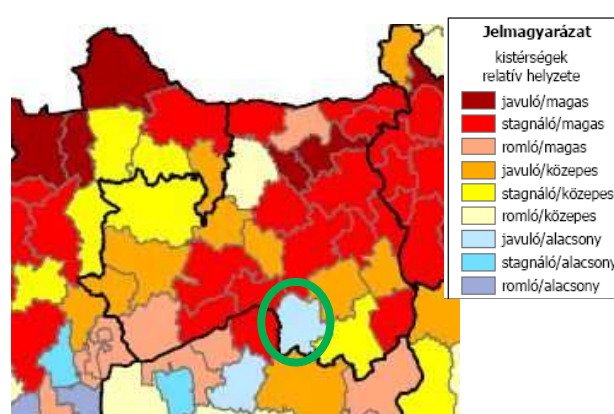 Jelmagyarázat
kistérségek
relatív helyzete
javuló/magas
stagnáló/magas
romló/magas
javuló/közepes
stagnáló/közepes
romló/közepes
javuló/alacsony
stagnáló/alacsony
romló/alacsony